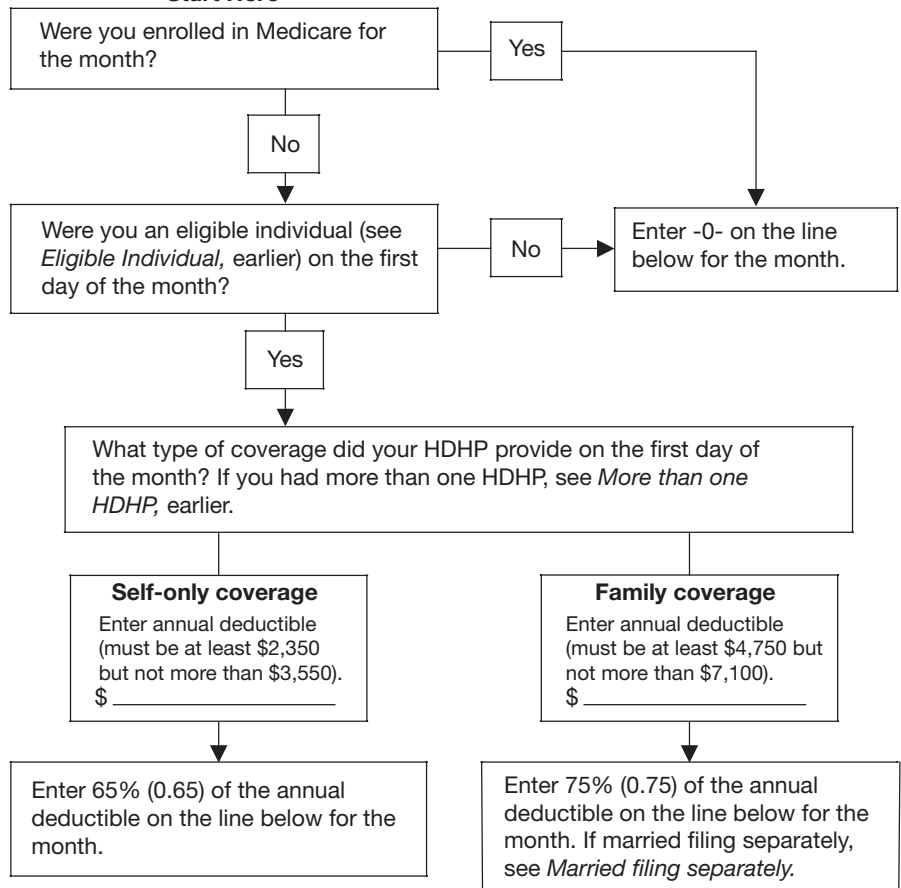 Start Here
Were you enrolled in Medicare for
the month?
Yes
No
Were you an eligible individual (see
Eligible Individual, earlier) on the first
day of the month?
No
Enter -0- on the line
below for the month.
Yes
What type of coverage did your HDHP provide on the first day of
the month? If you had more than one HDHP, see More than one
HDHP, earlier.
Self-only coverage
Enter annual deductible
(must be at least $2,350
but not more than $3,550).
$
Family coverage
Enter annual deductible
(must be at least $4,750 but
not more than $7,100).
$
Enter 65% (0.65) of the annual
deductible on the line below for the
month.
Enter 75% (0.75) of the annual
deductible on the line below for the
month. If married filing separately,
see Married filing separately.